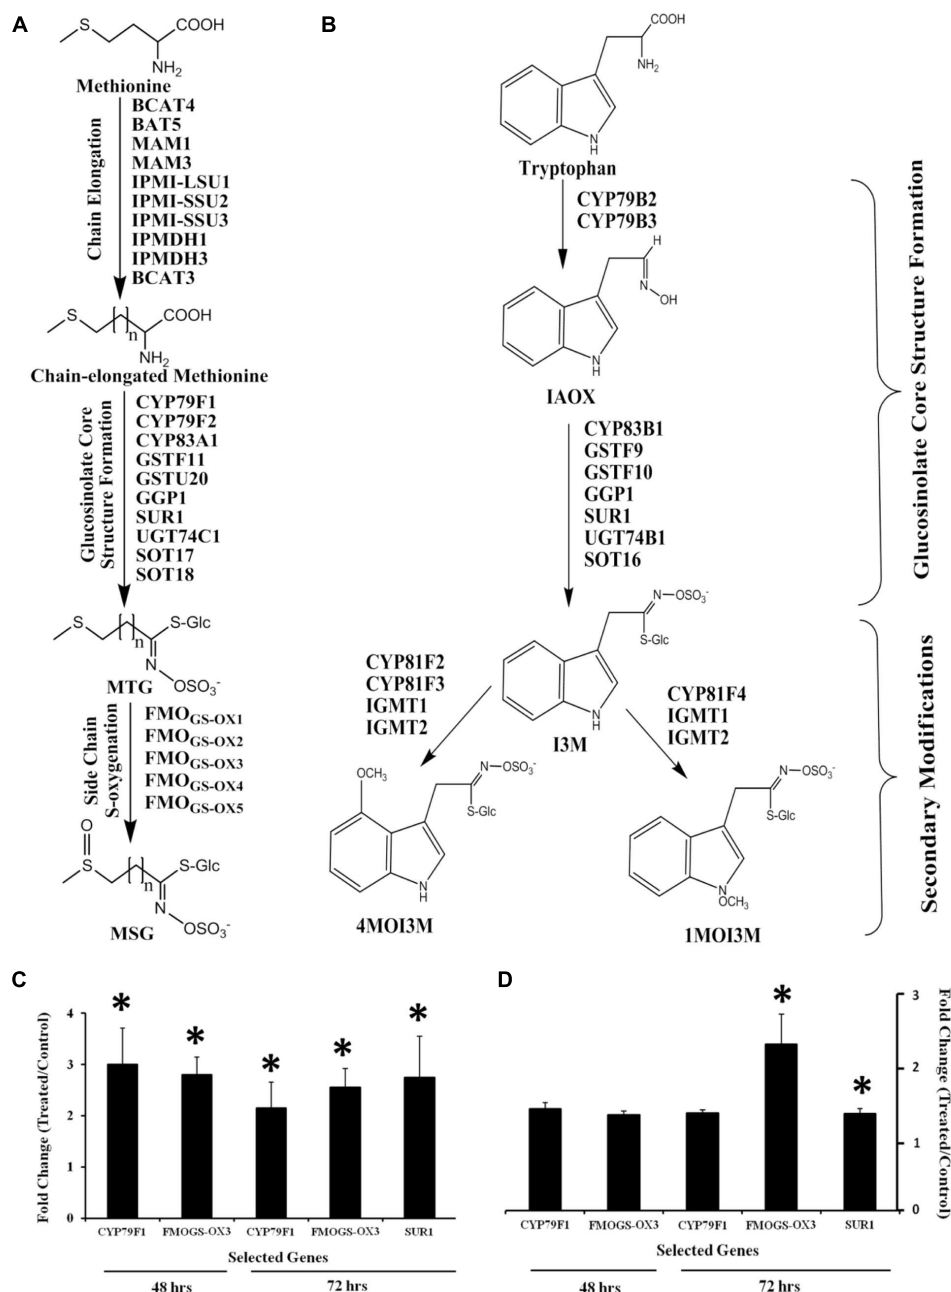 A
S
COOH
NH2
Methionine
Chain Elongation
BCAT4
BAT5
MAM1
MAM3
IPMI-LSU1
IPMI-SSU2
IPMI-SSU3
IPMDH1
IPMDH3
BCAT3
S
n
COOH
NH2
Chain-elongated Methionine
Glucosinolate Core
Structure Formation
CYP79F1
CYP79F2
CYP83A1
GSTF11
GSTU20
GGP1
SUR1
UGT74C1
SOT17
SOT18
S
n
S-Glc
N
OSO3-
MTG
Side Chain
S-oxygenation
FMOGS-OX1
FMOGS-OX2
FMOGS-OX3
FMOGS-OX4
FMOGS-OX5
O
S
n
S-Glc
N
OSO3-
MSG
B
COOH
NH2
N
H
Tryptophan
CYP79B2
CYP79B3
H
N
OH
N
H
IAOX
CYP83B1
GSTF9
GSTF10
GGP1
SUR1
UGT74B1
SOT16
N
OSO3-
S-Glc
N
H
I3M
CYP81F2
CYP81F3
IGMT1
IGMT2
CYP81F4
IGMT1
IGMT2
OCH3
N
OSO3-
S-Glc
N
H
4MOI3M
N
OSO3-
S-Glc
N
OCH3
1MOI3M
Glucosinolate Core Structure Formation
Secondary Modifications
C
Fold Change (Treated/Control)
4
3
2
1
0
*
*
*
*
*
CYP79F1 FMOGS-OX3 CYP79F1 FMOGS-OX3 SUR1
Selected Genes
48 hrs 72 hrs
D
*
*
3
2
1
0
Fold Change (Treated/Control)
CYP79F1 FMOGS-OX3 CYP79F1 FMOGS-OX3 SUR1
Selected Genes
48 hrs 72 hrs